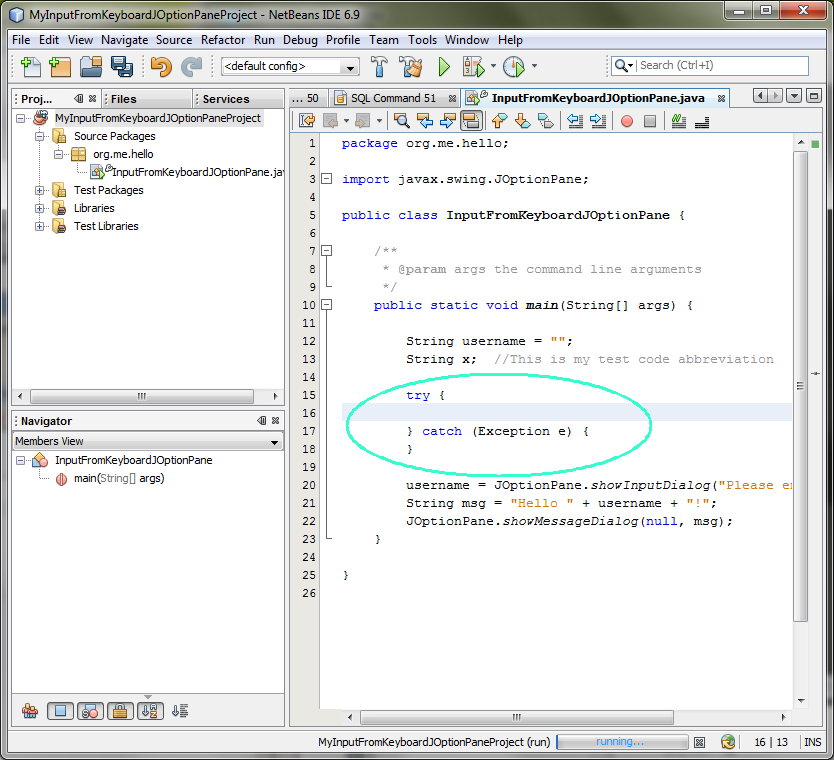 MyInputFromKeyboardJOptionPaneProject - NetBeans IDE 6.9
File Edit View Navigate Source Refactor Run Debug Profile Team Tools Window Help
<default config>
Search (Ctrl+I)
Proj... Files Services
MyInputFromKeyboardJOptionPaneProject
Source Packages
org.me.hello
InputFromKeyboardJOptionPane.jav
Test Packages
Libraries
Test Libraries
Navigator
Members View
InputFromKeyboardJOptionPane
main(String[] args)
... 50 SQL Command 51 InputFromKeyboardJOptionPane.java
1 package org.me.hello;
2
3 import javax.swing.JOptionPane;
4
5 public class InputFromKeyboardJOptionPane {
6
7 /**
8 * @param args the command line arguments
9 */
10 public static void main(String[] args) {
11
12 String username = "";
13 String x; //This is my test code abbreviation
14
15 try {
16
17 } catch (Exception e) {
18 }
19
20 username = JOptionPane.showInputDialog("Please en
21 String msg = "Hello " + username + "!";
22 JOptionPane.showMessageDialog(null, msg);
23 }
24
25 }
26
MyInputFromKeyboardJOptionPaneProject (run) running... 16 | 13 INS